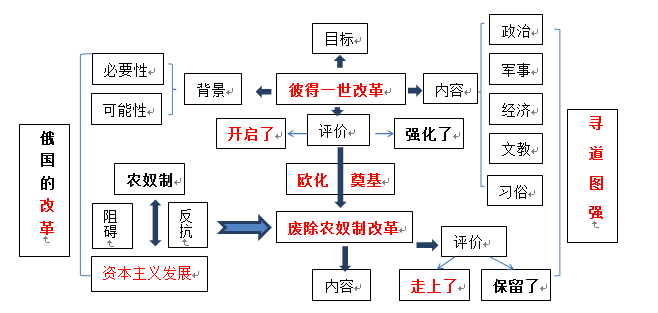 目标
政治
必要性
军事
背景
彼得一世改革
内容
可能性
经济
俄国的改革
开启了
评价
强化了
寻道图强
文教
农奴制
欧化 奠基
习俗
阻碍
反抗
废除农奴制改革
评价
资本主义发展
内容
走上了
保留了